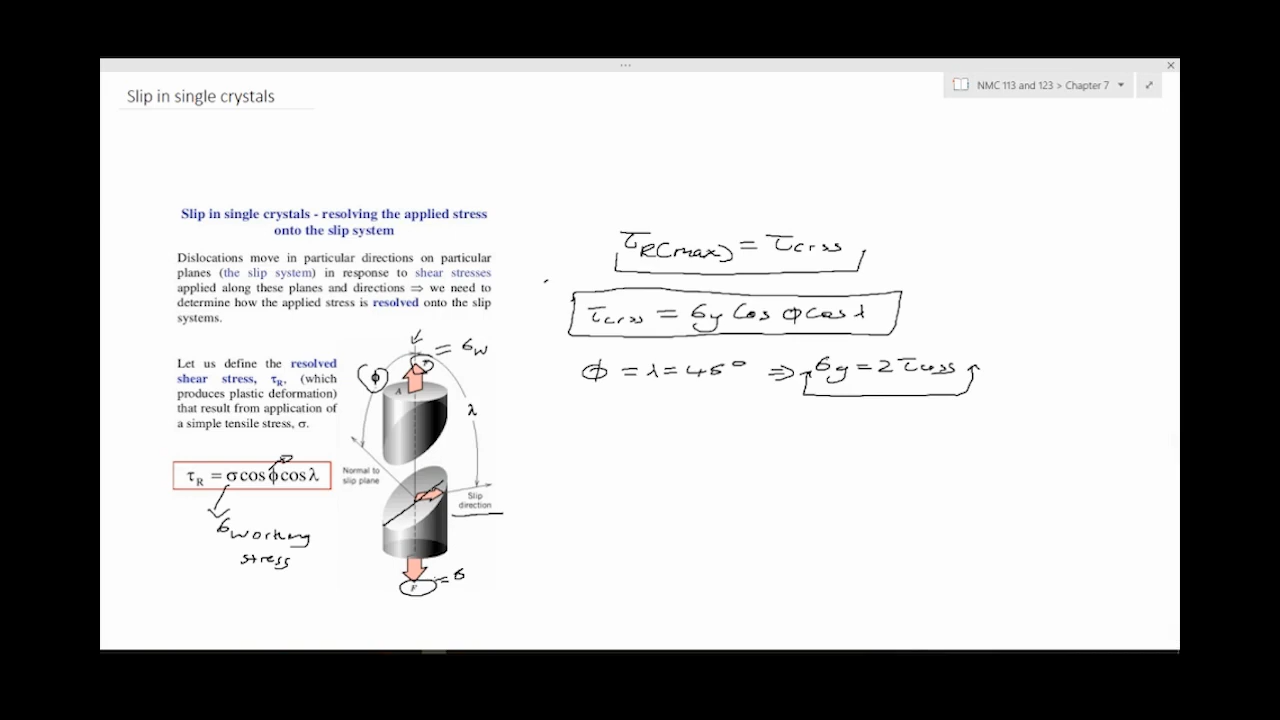 Slip in single crystals
NMC 113 and 123 > Chapter 7
Slip in single crystals - resolving the applied stress
onto the slip system
Dislocations move in particular directions on particular
planes (the slip system) in response to shear stresses
applied along these planes and directions ⇒ we need to
determine how the applied stress is resolved onto the slip
systems.
Let us define the resolved
shear stress, τR, (which
produces plastic deformation)
that result from application of
a simple tensile stress, σ.
τR = σcosϕcosλ
σworking
stress
= σw
ϕ
A
λ
Normal to
slip plane
Slip
direction
F
= σ
τR(max) = τcrss
τcrss = σy cos ϕ cos λ
ϕ = λ = 45° ⇒ σy = 2τcrss